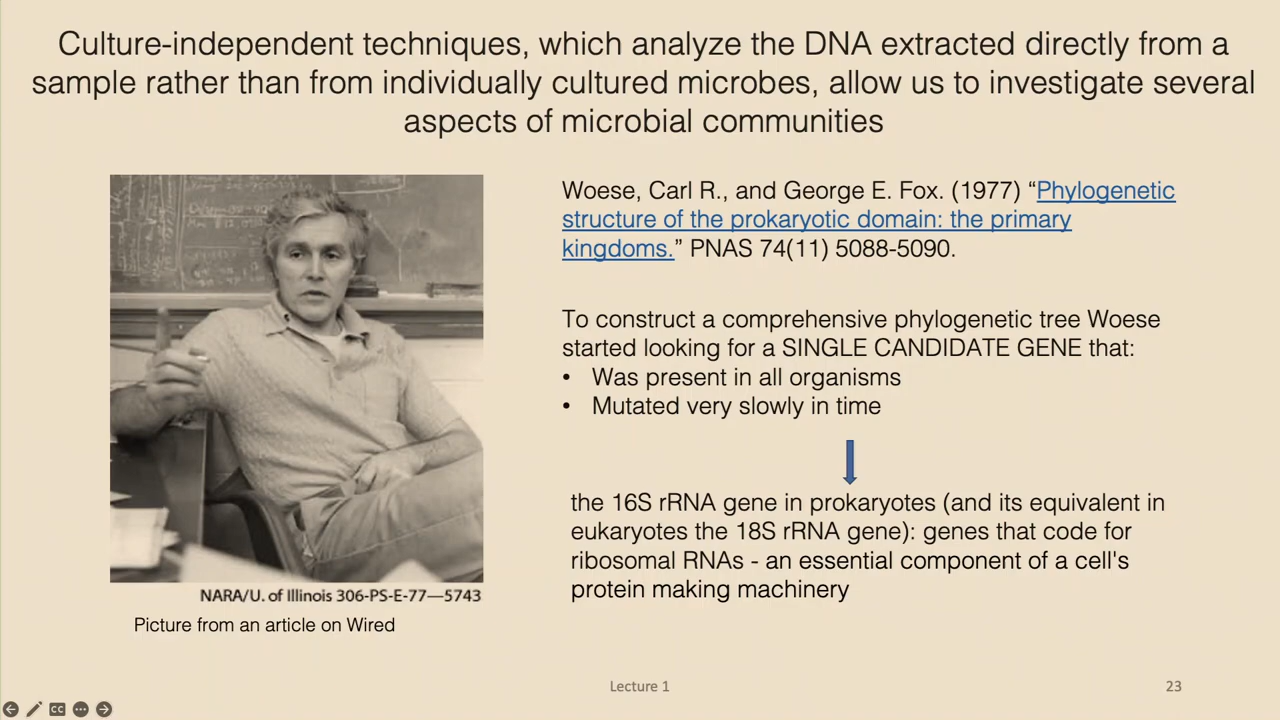 Culture-independent techniques, which analyze the DNA extracted directly from a
sample rather than from individually cultured microbes, allow us to investigate several
aspects of microbial communities
Woese, Carl R., and George E. Fox. (1977) “Phylogenetic
structure of the prokaryotic domain: the primary
kingdoms.” PNAS 74(11) 5088-5090.
To construct a comprehensive phylogenetic tree Woese
started looking for a SINGLE CANDIDATE GENE that:
• Was present in all organisms
• Mutated very slowly in time
the 16S rRNA gene in prokaryotes (and its equivalent in
eukaryotes the 18S rRNA gene): genes that code for
ribosomal RNAs - an essential component of a cell's
protein making machinery
NARA/U. of Illinois 306-PS-E-77—5743
Picture from an article on Wired
Lecture 1
23
CC